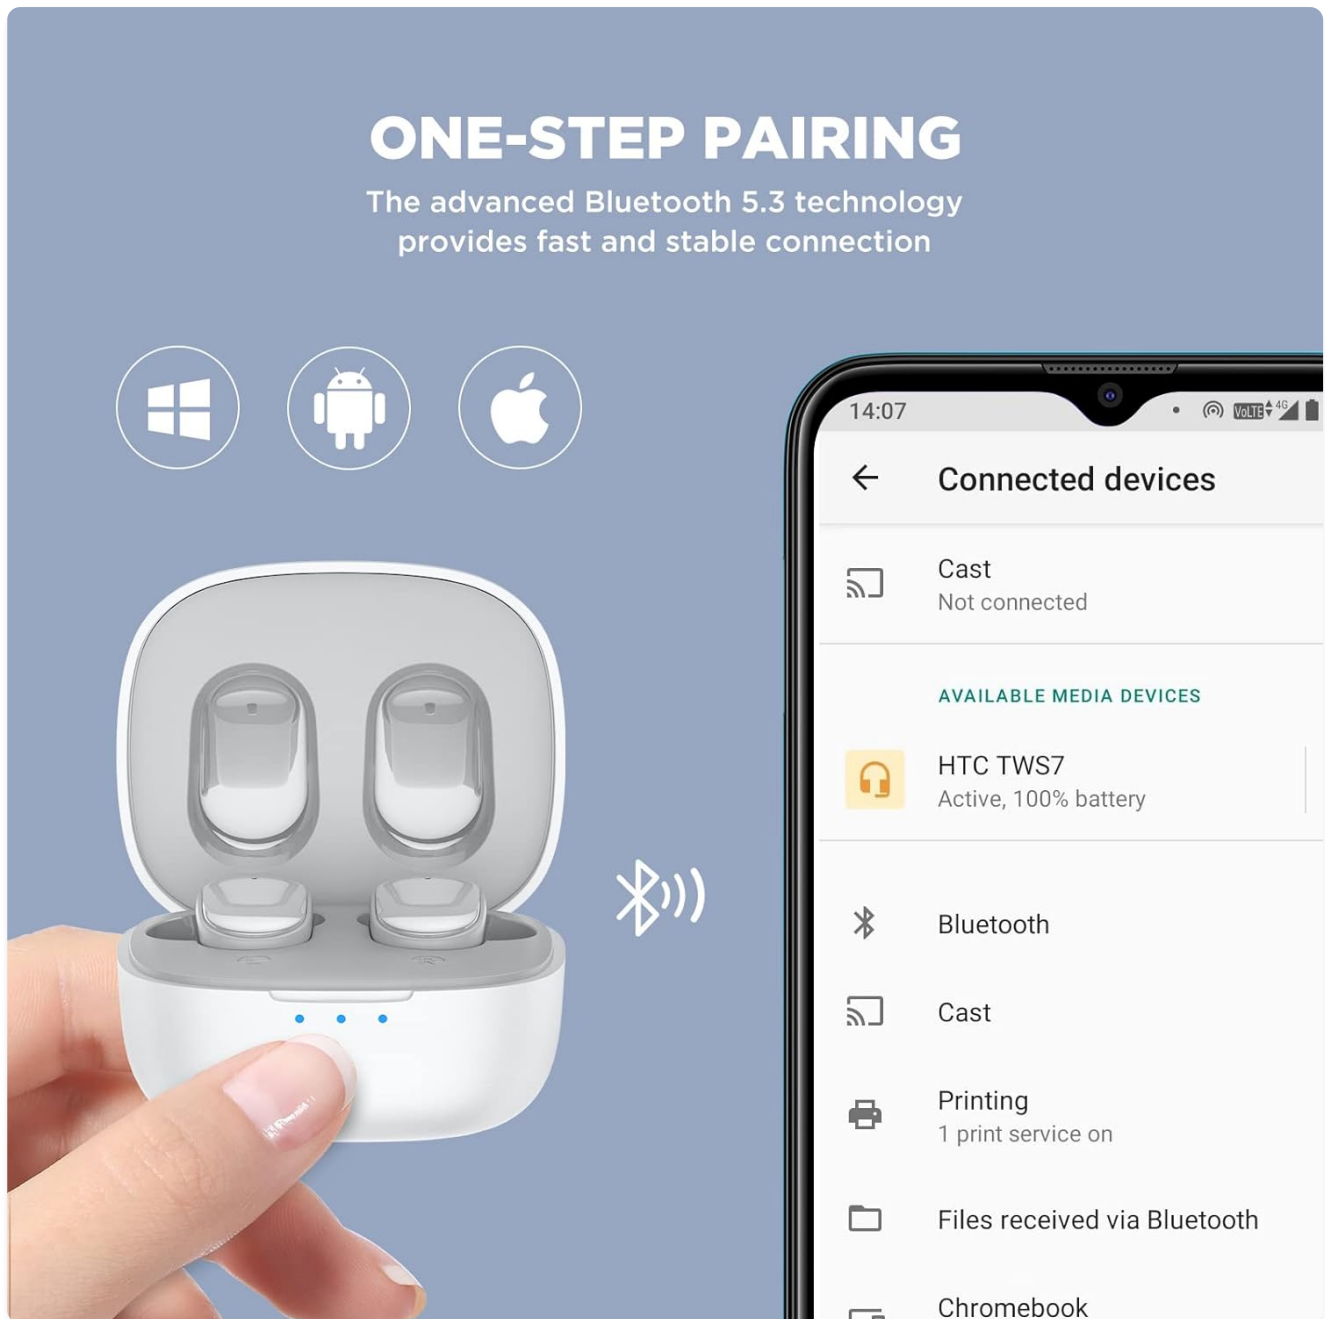 ONE-STEP PAIRING
The advanced Bluetooth 5.3 technology
provides fast and stable connection
14:07
VoLTE 4G
Connected devices
Cast
Not connected
AVAILABLE MEDIA DEVICES
HTC TWS7
Active, 100% battery
Bluetooth
Cast
Printing
1 print service on
Files received via Bluetooth
Chromebook
L R